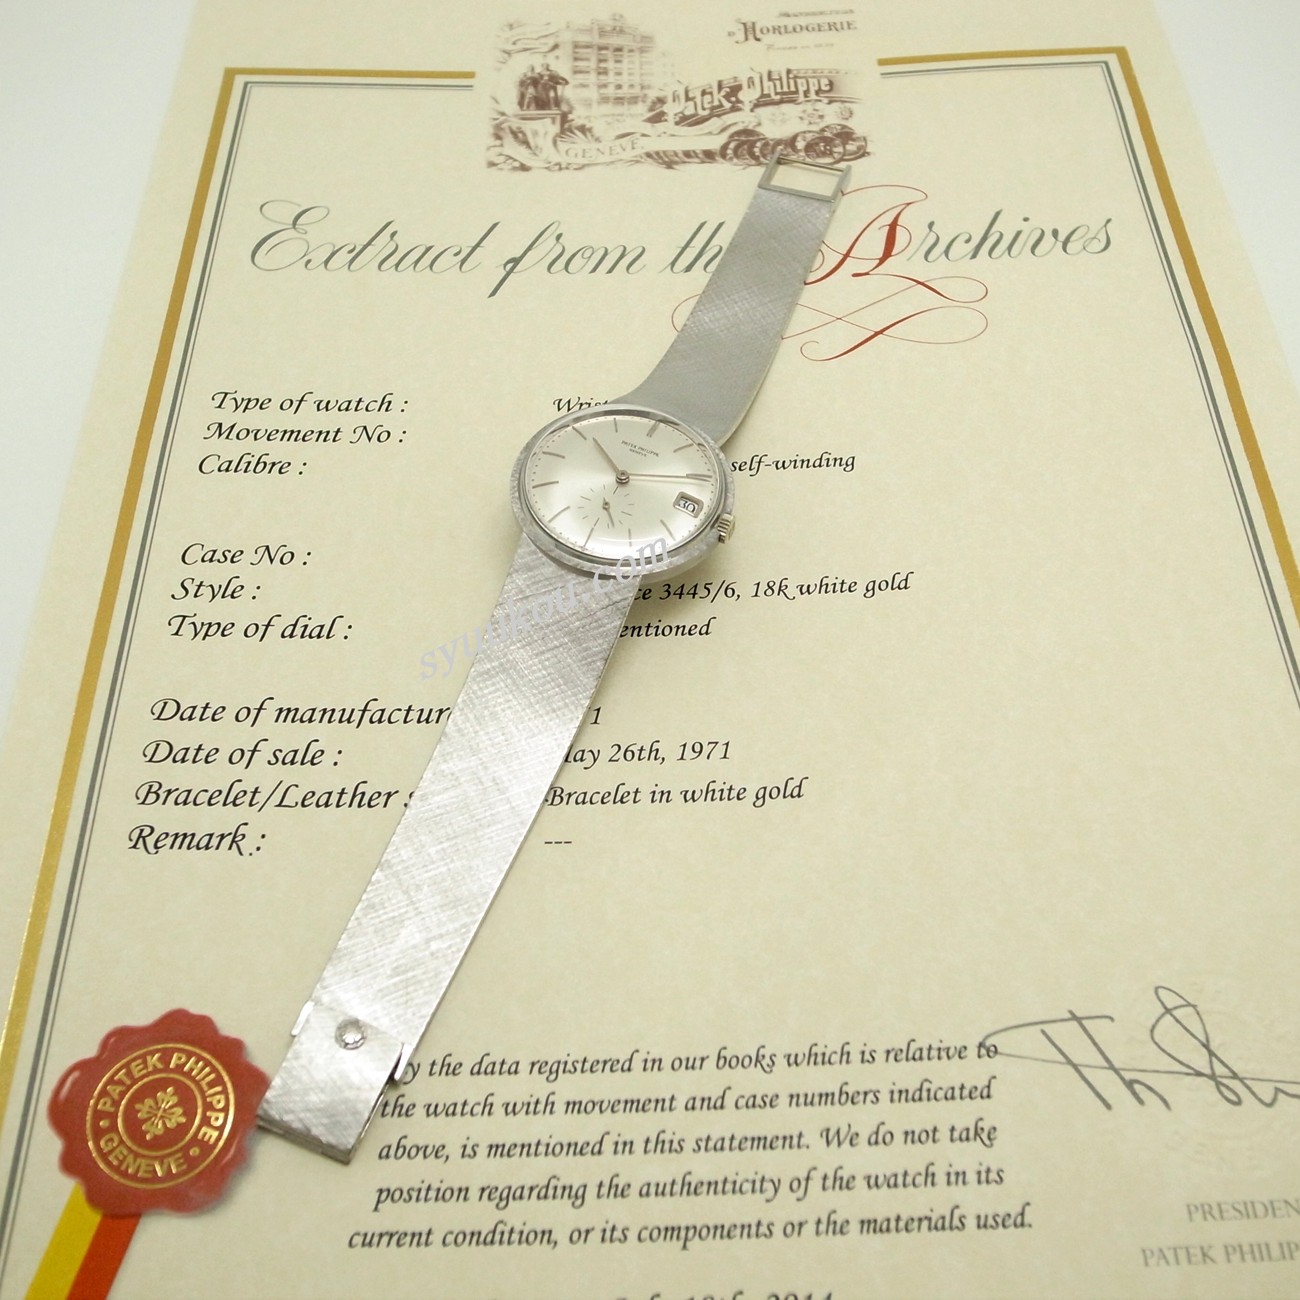 D'HORLOGERIE
Patek Philippe
GENÈVE
Extract from th Archives
Type of watch : Wrist
Movement No :
Calibre : self-winding
Case No :
Style : ce 3445/6, 18k white gold
Type of dial : entioned
Date of manufactur 1
Date of sale : ay 26th, 1971
Bracelet/Leather s Bracelet in white gold
Remark : ---
PATEK PHILIPPE
GENEVE
30
syuukou.com
y the data registered in our books which is relative to
the watch with movement and case numbers indicated
above, is mentioned in this statement. We do not take
position regarding the authenticity of the watch in its
current condition, or its components or the materials used.
PATEK PHILIPPE
GENEVE
PRESIDEN
PATEK PHILIP